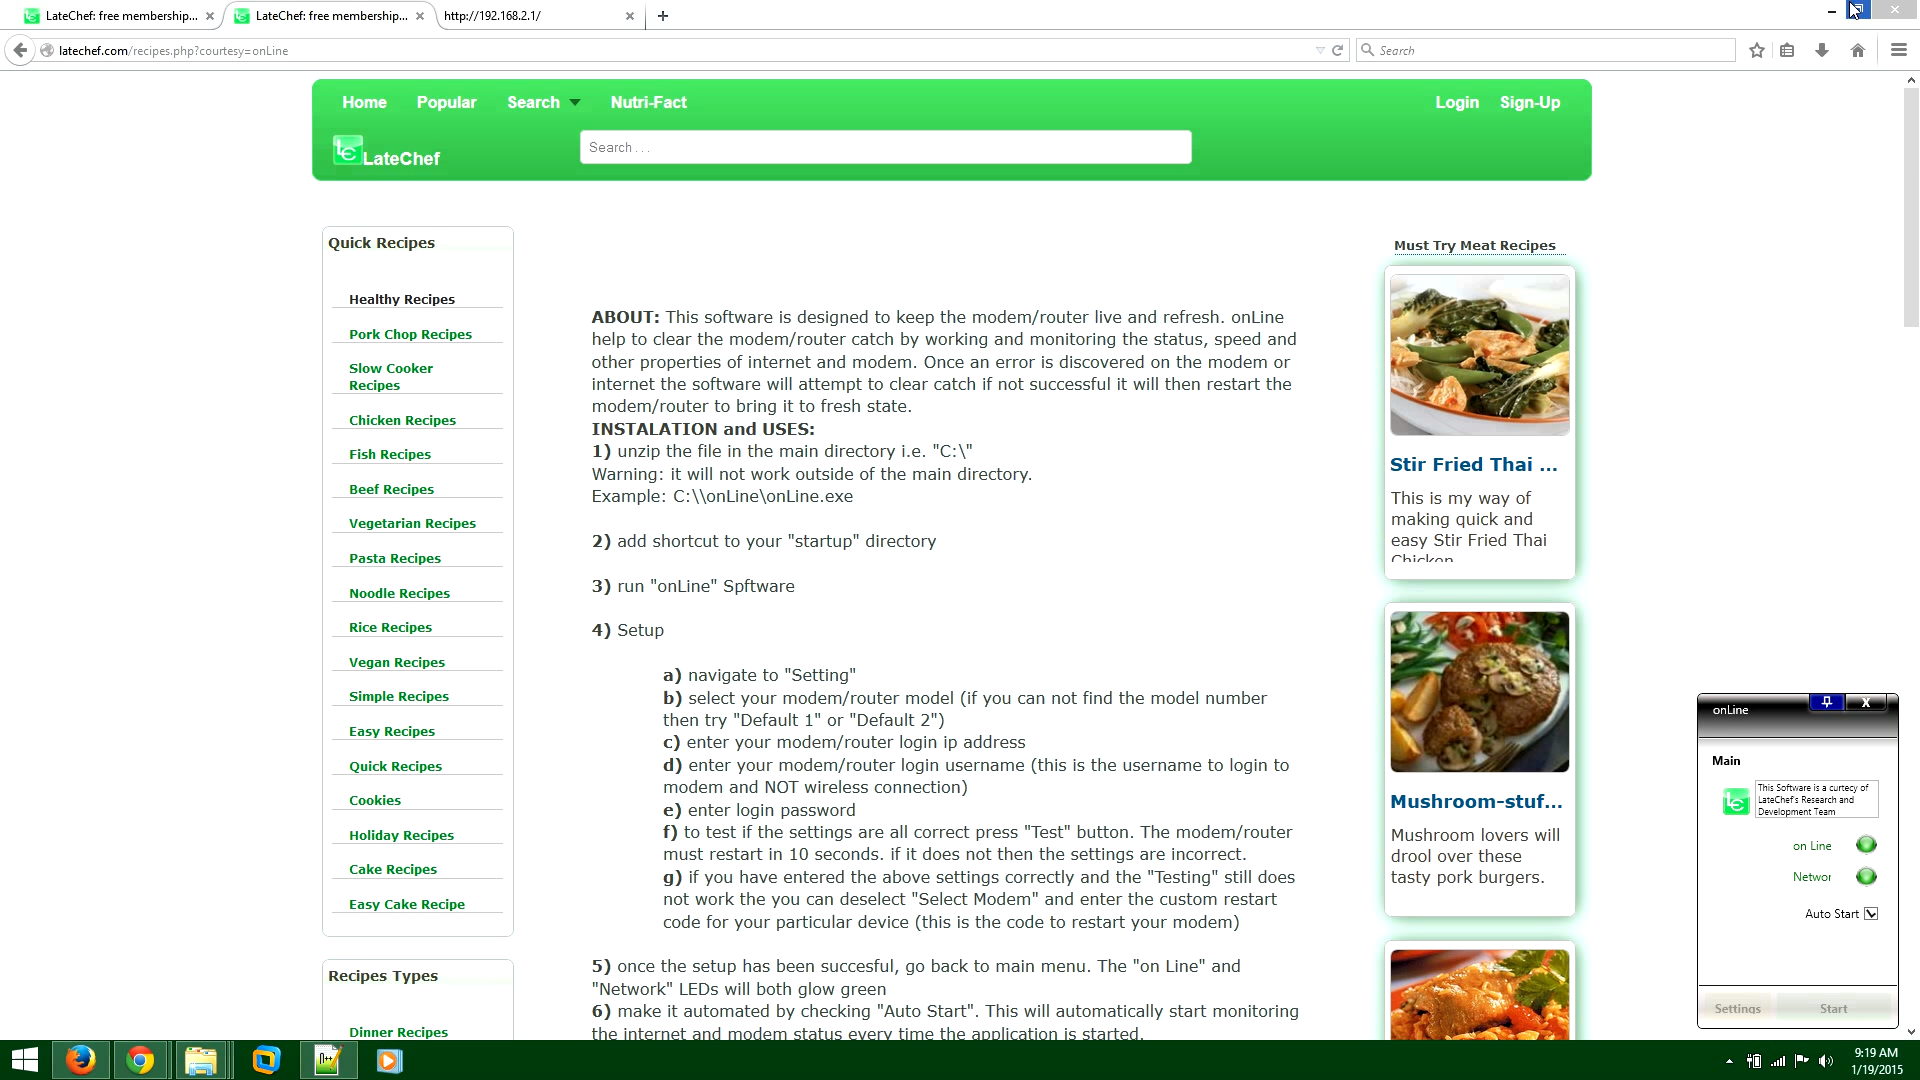 LateChef: free membership...
LateChef: free membership...
http://192.168.2.1/
latechef.com/recipes.php?courtesy=onLine
Search
Home
Popular
Search
Nutri-Fact
Login
Sign-Up
LC
LateChef
Search . . .
Quick Recipes
Healthy Recipes
Pork Chop Recipes
Slow Cooker
Recipes
Chicken Recipes
Fish Recipes
Beef Recipes
Vegetarian Recipes
Pasta Recipes
Noodle Recipes
Rice Recipes
Vegan Recipes
Simple Recipes
Easy Recipes
Quick Recipes
Cookies
Holiday Recipes
Cake Recipes
Easy Cake Recipe
Recipes Types
Dinner Recipes
ABOUT: This software is designed to keep the modem/router live and refresh. onLine
help to clear the modem/router catch by working and monitoring the status, speed and
other properties of internet and modem. Once an error is discovered on the modem or
internet the software will attempt to clear catch if not successful it will then restart the
modem/router to bring it to fresh state.
INSTALATION and USES:
1) unzip the file in the main directory i.e. "C:\"
Warning: it will not work outside of the main directory.
Example: C:\\onLine\onLine.exe
2) add shortcut to your "startup" directory
3) run "onLine" Spftware
4) Setup
a) navigate to "Setting"
b) select your modem/router model (if you can not find the model number
then try "Default 1" or "Default 2")
c) enter your modem/router login ip address
d) enter your modem/router login username (this is the username to login to
modem and NOT wireless connection)
e) enter login password
f) to test if the settings are all correct press "Test" button. The modem/router
must restart in 10 seconds. if it does not then the settings are incorrect.
g) if you have entered the above settings correctly and the "Testing" still does
not work the you can deselect "Select Modem" and enter the custom restart
code for your particular device (this is the code to restart your modem)
5) once the setup has been succesful, go back to main menu. The "on Line" and
"Network" LEDs will both glow green
6) make it automated by checking "Auto Start". This will automatically start monitoring
the internet and modem status every time the application is started.
Must Try Meat Recipes
Stir Fried Thai ...
This is my way of
making quick and
easy Stir Fried Thai
Chicken
Mushroom-stuf...
Mushroom lovers will
drool over these
tasty pork burgers.
onLine
X
Main
LC
This Software is a curtecy of
LateChef's Research and
Development Team
on Line
Networ
Auto Start
Settings
Start
9:19 AM
1/19/2015